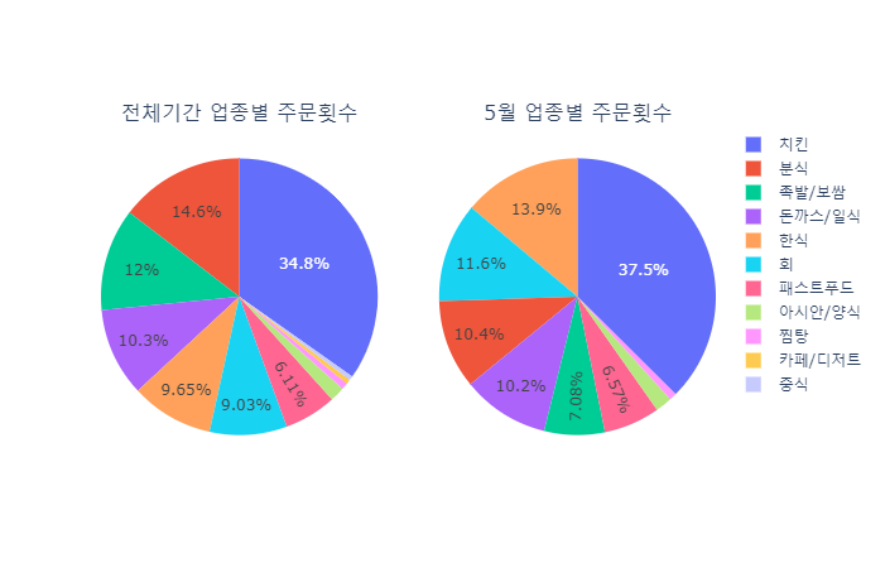 전체기간 업종별 주문횟수
5월 업종별 주문횟수
34.8%
14.6%
12%
10.3%
9.65%
9.03%
6.11%
37.5%
13.9%
11.6%
10.4%
10.2%
7.08%
6.57%
치킨
분식
족발/보쌈
돈까스/일식
한식
회
패스트푸드
아시안/양식
찜탕
카페/디저트
중식